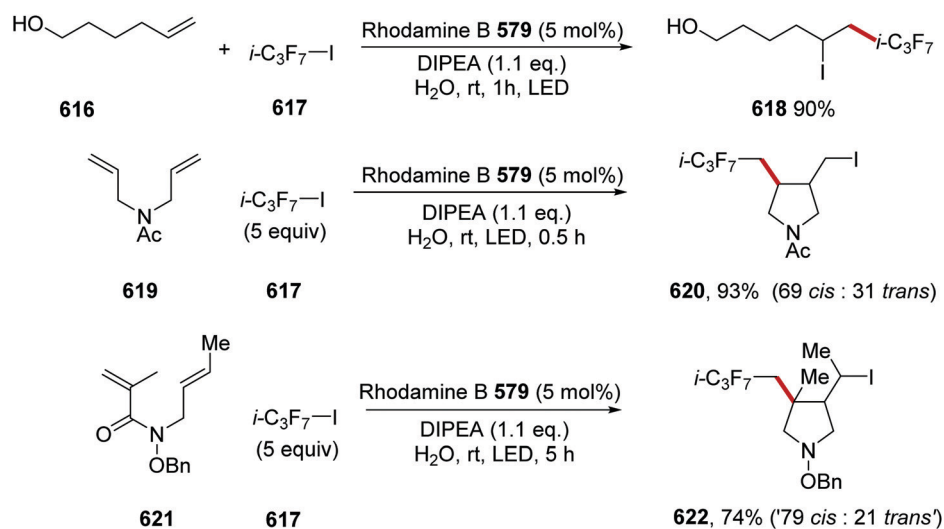 HO
+ i-C3F7—I
Rhodamine B 579 (5 mol%)
DIPEA (1.1 eq.)
H2O, rt, 1h, LED
HO
I
i-C3F7
616
617
618 90%
N
Ac
i-C3F7—I
(5 equiv)
Rhodamine B 579 (5 mol%)
DIPEA (1.1 eq.)
H2O, rt, LED, 0.5 h
i-C3F7
I
N
Ac
619
617
620, 93% (69 cis : 31 trans)
Me
O
N
OBn
i-C3F7—I
(5 equiv)
Rhodamine B 579 (5 mol%)
DIPEA (1.1 eq.)
H2O, rt, LED, 5 h
Me
i-C3F7
Me
I
N
OBn
621
617
622, 74% ('79 cis : 21 trans')